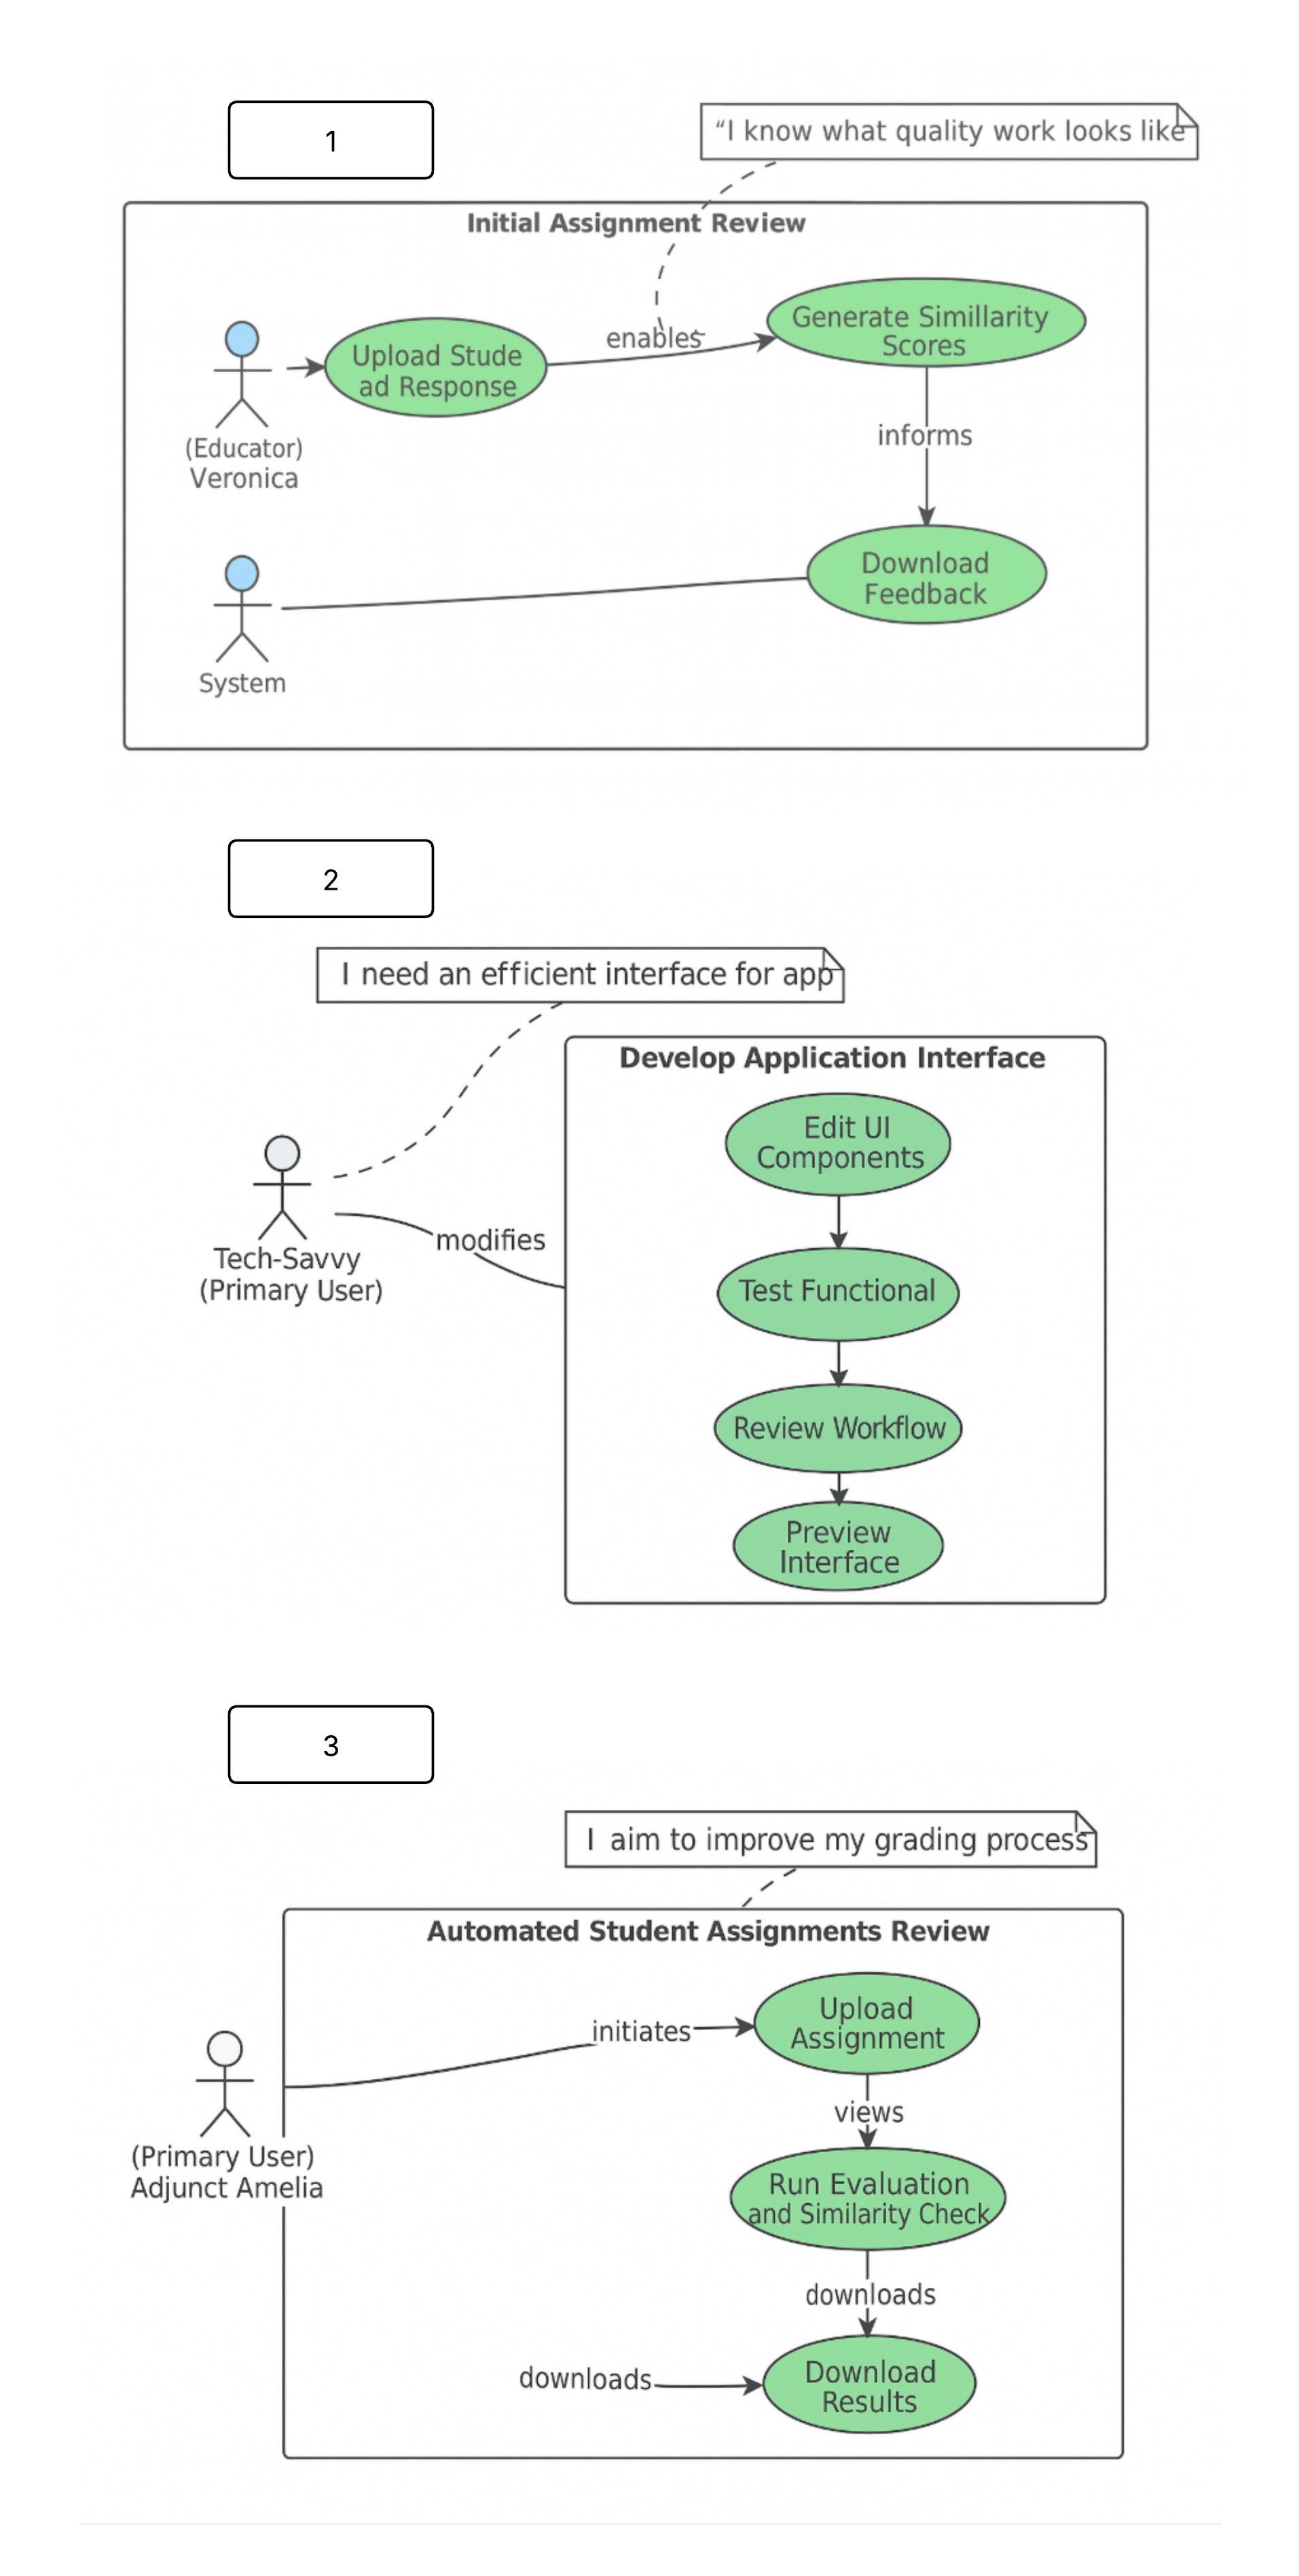 1
“I know what quality work looks like
Initial Assignment Review
enables
Generate Simillarity
Scores
Upload Stude
ad Response
informs
(Educator)
Veronica
Download
Feedback
System
2
I need an efficient interface for app
Develop Application Interface
Edit UI
Components
modifies
Tech-Savvy
(Primary User)
Test Functional
Review Workflow
Preview
Interface
3
I aim to improve my grading process
Automated Student Assignments Review
initiates
Upload
Assignment
views
(Primary User)
Adjunct Amelia
Run Evaluation
and Similarity Check
downloads
downloads
Download
Results